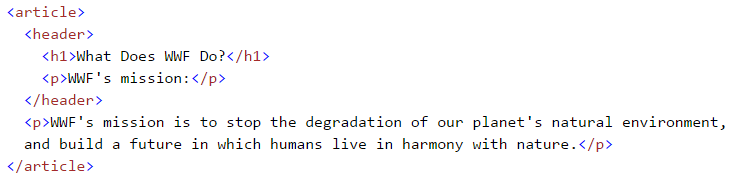 <article>
<header>
<h1>What Does WWF Do?</h1>
<p>WWF's mission:</p>
</header>
<p>WWF's mission is to stop the degradation of our planet's natural environment,
and build a future in which humans live in harmony with nature.</p>
</article>